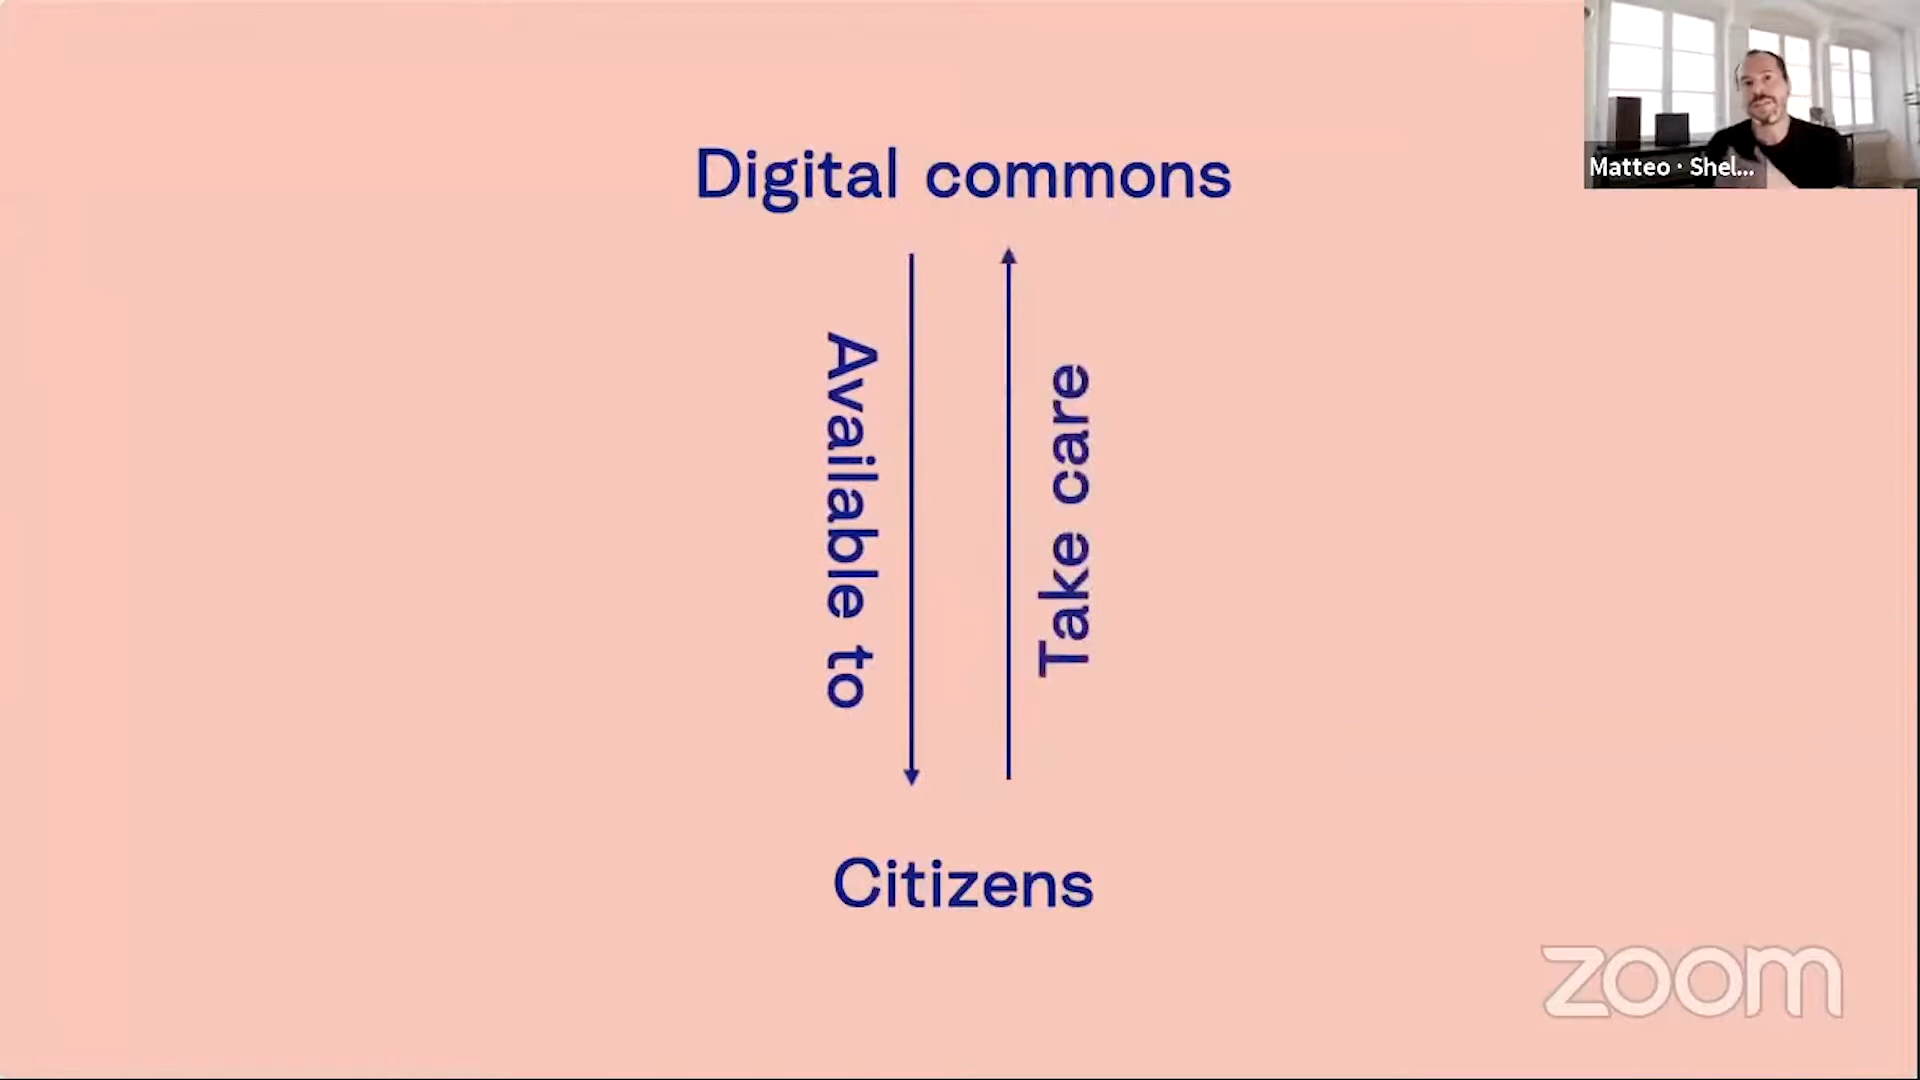 Matteo · Shel...
Digital commons
Available to
Take care
Citizens
zoom